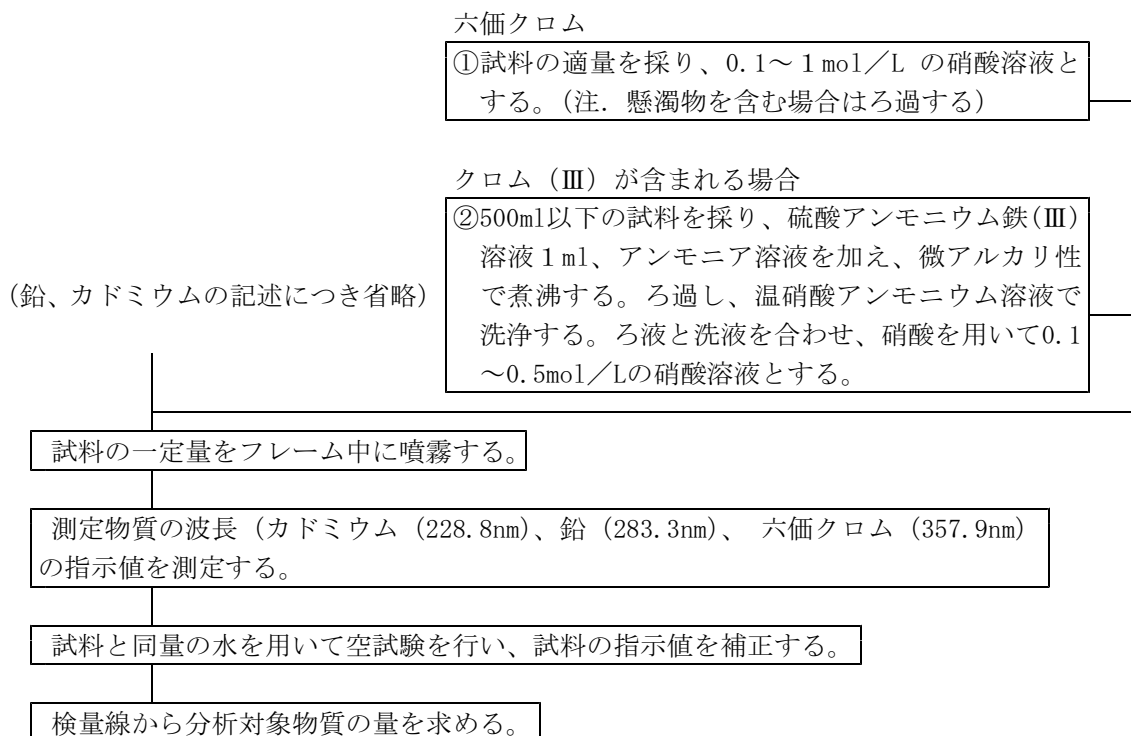 六価クロム
①試料の適量を採り、0.1～１mol／L の硝酸溶液と
する。(注．懸濁物を含む場合はろ過する)
クロム（Ⅲ）が含まれる場合
②500ml以下の試料を採り、硫酸アンモニウム鉄(Ⅲ)
溶液１ml、アンモニア溶液を加え、微アルカリ性
で煮沸する。ろ過し、温硝酸アンモニウム溶液で
洗浄する。ろ液と洗液を合わせ、硝酸を用いて0.1
～0.5mol／Lの硝酸溶液とする。
(鉛、カドミウムの記述につき省略)
試料の一定量をフレーム中に噴霧する。
測定物質の波長（カドミウム（228.8nm)、鉛（283.3nm)、 六価クロム（357.9nm)
の指示値を測定する。
試料と同量の水を用いて空試験を行い、試料の指示値を補正する。
検量線から分析対象物質の量を求める。